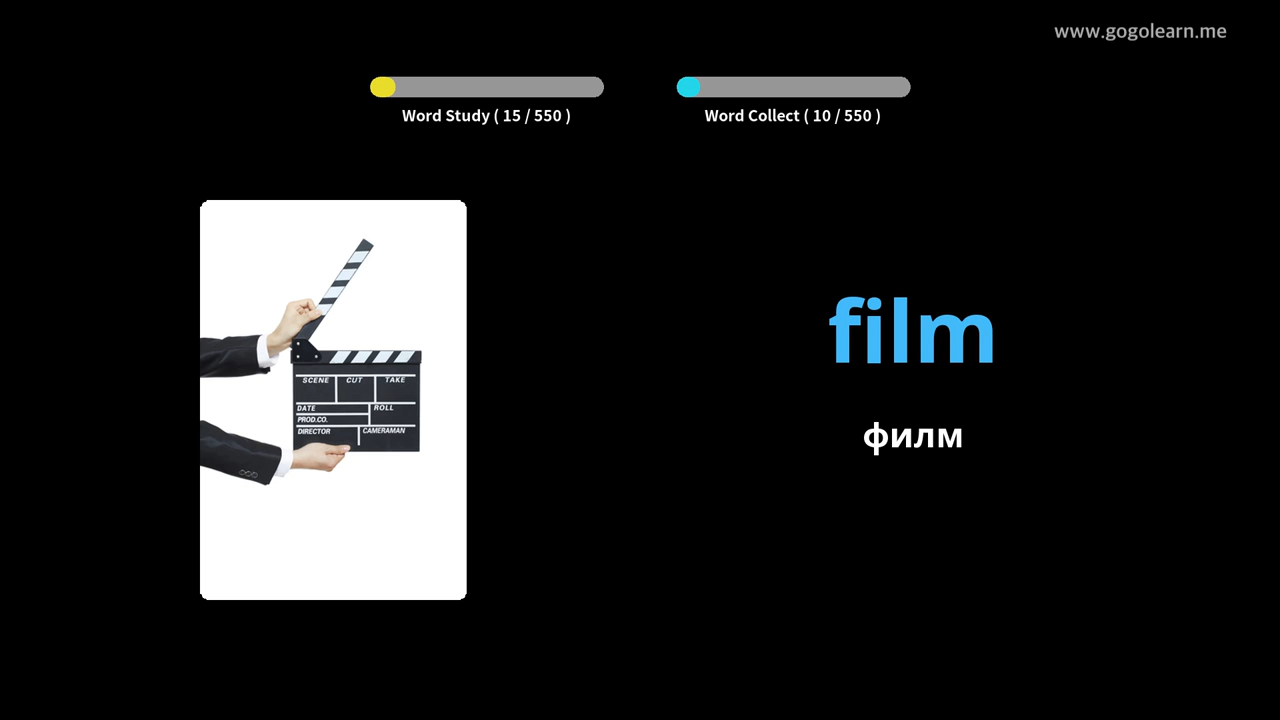 www.gogolearn.me
Word Study ( 15 / 550 )
Word Collect ( 10 / 550 )
SCENE CUT TAKE
DATE ROLL
PROD.CO.
DIRECTOR CAMERAMAN
film
филм